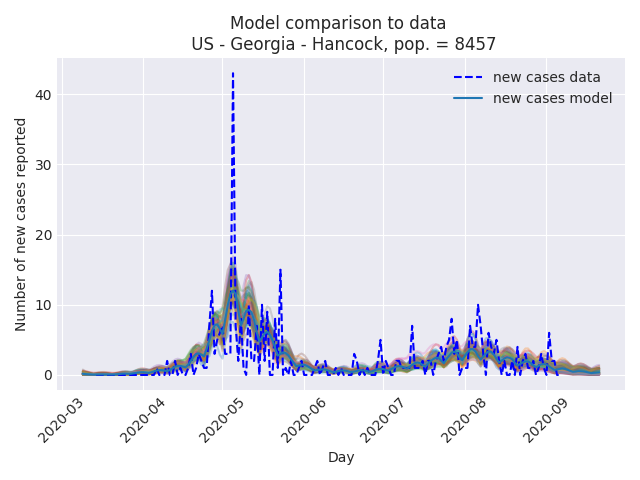 Model comparison to data
US - Georgia - Hancock, pop. = 8457
new cases data
new cases model
Number of new cases reported
40
30
20
10
0
2020-03
2020-04
2020-05
2020-06
2020-07
2020-08
2020-09
Day